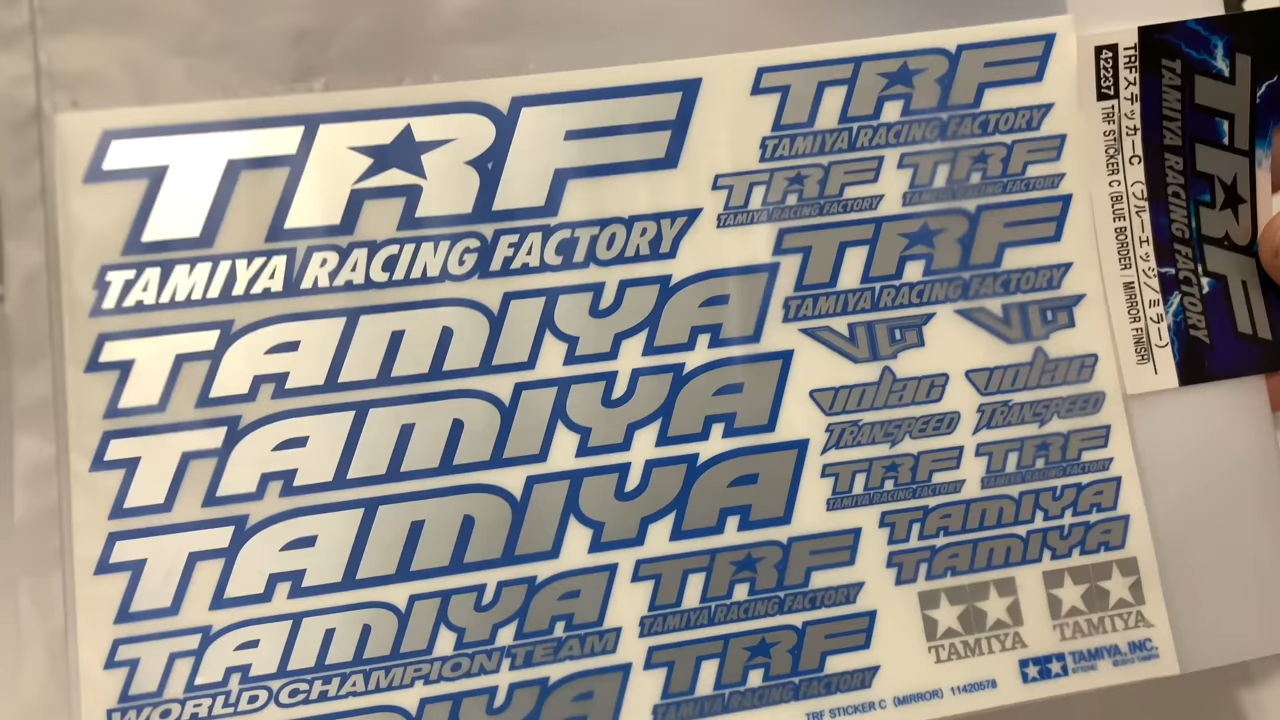 TRF
TAMIYA RACING FACTORY
TAMIYA
TAMIYA
TAMIYA
TAMIYA
WORLD CHAMPION TEAM
TAMIYA
TRF
TAMIYA RACING FACTORY
TRF
TAMIYA RACING FACTORY
TRF
TAMIYA RACING FACTORY
TRF
TAMIYA RACING FACTORY
VG
VG
volac
volac
TRANSPEED
TRANSPEED
TRF
TAMIYA RACING FACTORY
TRF
TAMIYA RACING FACTORY
TAMIYA
TAMIYA
TRF
TAMIYA RACING FACTORY
TRF
TAMIYA RACING FACTORY
TAMIYA
TAMIYA
TAMIYA, INC.
©2012 TAMIYA
TRF STICKER C (MIRROR) 11420578
TRF
TAMIYA RACING FACTORY
TRFステッカーC (ブルーエッジ/ミラー)
42237 TRF STICKER C (BLUE BORDER / MIRROR FINISH)